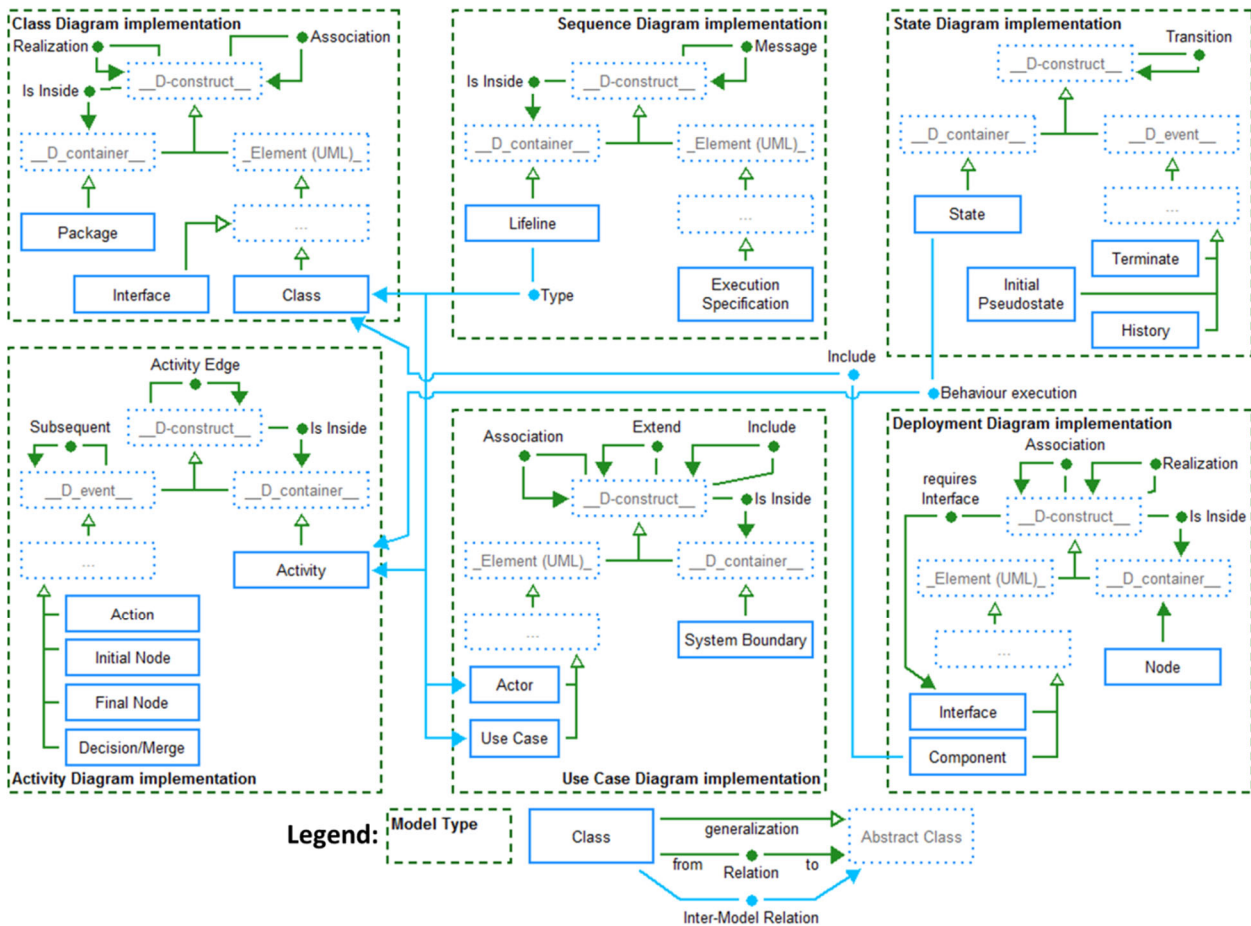 Class Diagram implementation
Realization
Association
__D-construct__
Is Inside
__D_container__
_Element (UML)_
...
Package
Interface
Class
Sequence Diagram implementation
Message
__D-construct__
Is Inside
__D_container__
_Element (UML)_
...
Lifeline
Execution
Specification
Type
State Diagram implementation
Transition
__D-construct__
__D_container__
__D_event__
...
State
Terminate
Initial
Pseudostate
History
Include
Behaviour execution
Activity Edge
Subsequent
__D-construct__
Is Inside
__D_event__
__D_container__
...
Activity
Action
Initial Node
Final Node
Decision/Merge
Activity Diagram implementation
Extend
Include
Association
__D-construct__
Is Inside
_Element (UML)_
__D_container__
...
System Boundary
Actor
Use Case
Use Case Diagram implementation
Deployment Diagram implementation
Association
Realization
requires
Interface
__D-construct__
Is Inside
_Element (UML)_
__D_container__
...
Node
Interface
Component
Legend:
Model Type
Class
generalization
from
Relation
to
Abstract Class
Inter-Model Relation